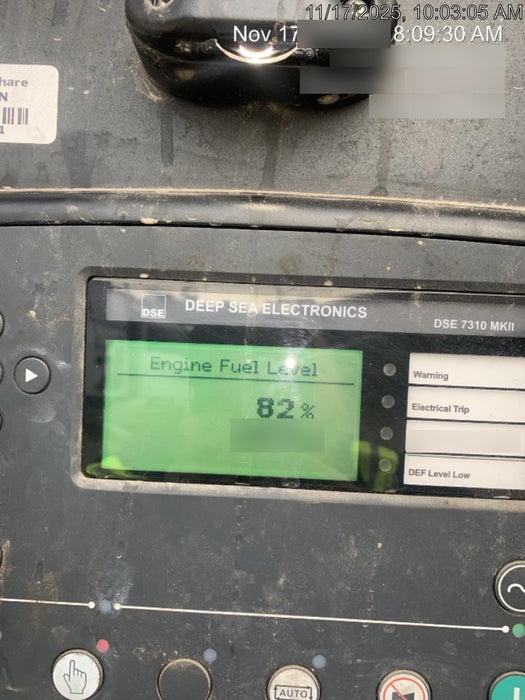 11/17/2025, 10:03:05 AM
Nov 17
8:09:30 AM
hare
N
1
DSE
DEEP SEA ELECTRONICS
DSE 7310 MKII
Engine Fuel Level
82 %
Warning
Electrical Trip
DEF Level Low
AUTO